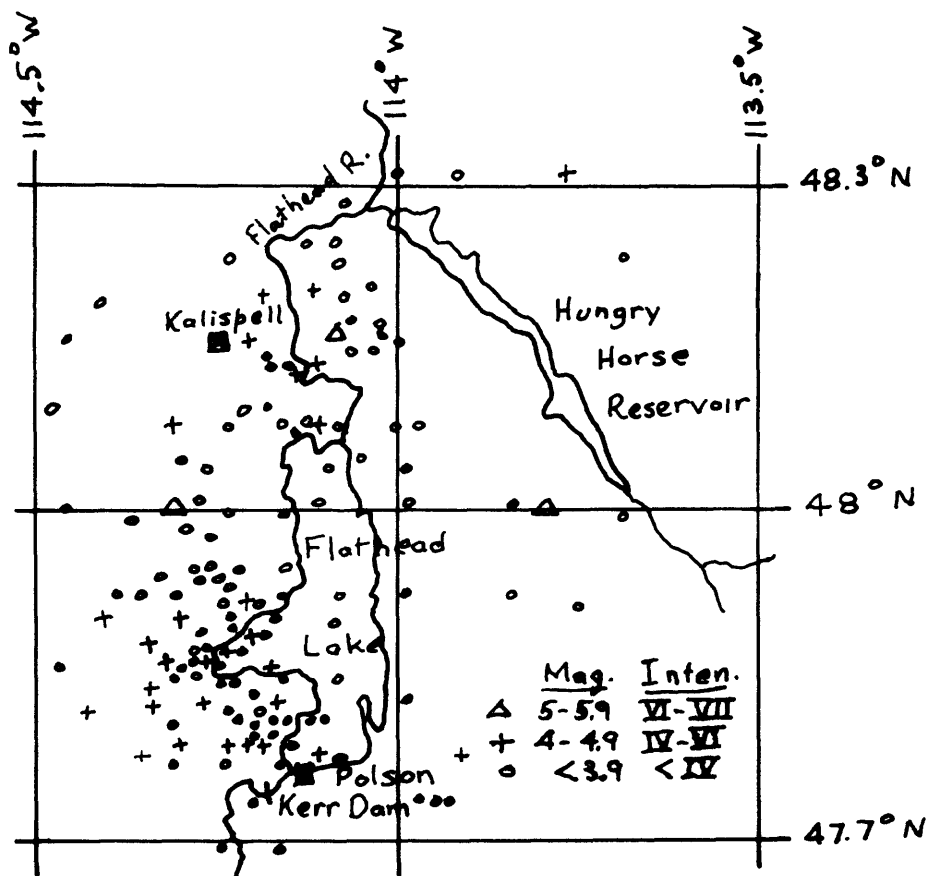 114.5°W
114°W
113.5°W
Flathead R.
48.3°N
Kalispell
Hungry
Horse
Reservoir
48°N
Flathead
Lake
Mag. Inten.
△ 5-5.9 VI-VII
+ 4-4.9 IV-VI
o <3.9 <IV
Polson
Kerr Dam
47.7°N